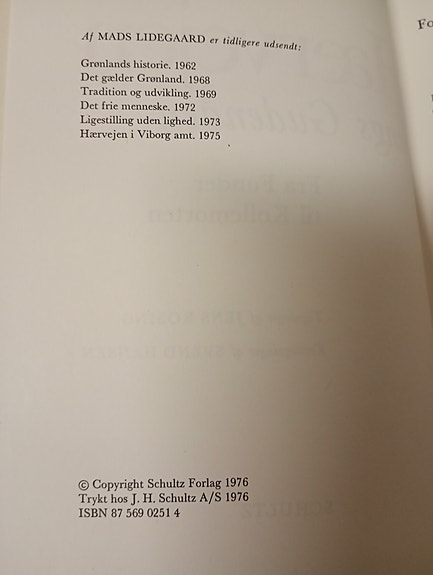 Af MADS LIDEGAARD er tidligere udsendt:
Grønlands historie. 1962
Det gælder Grønland. 1968
Tradition og udvikling. 1969
Det frie menneske. 1972
Ligestilling uden lighed. 1973
Hærvejen i Viborg amt. 1975
© Copyright Schultz Forlag 1976
Trykt hos J. H. Schultz A/S 1976
ISBN 87 569 0251 4